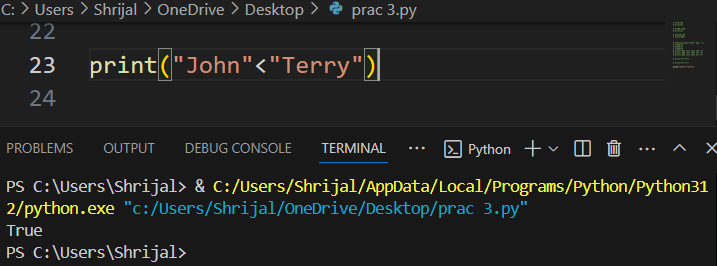 C: > Users > Shrijal > OneDrive > Desktop > prac 3.py
22
23 print("John"<"Terry")
24
PROBLEMS OUTPUT DEBUG CONSOLE TERMINAL ··· Python
PS C:\Users\Shrijal> & C:/Users/Shrijal/AppData/Local/Programs/Python/Python31
2/python.exe "c:/Users/Shrijal/OneDrive/Desktop/prac 3.py"
True
PS C:\Users\Shrijal>